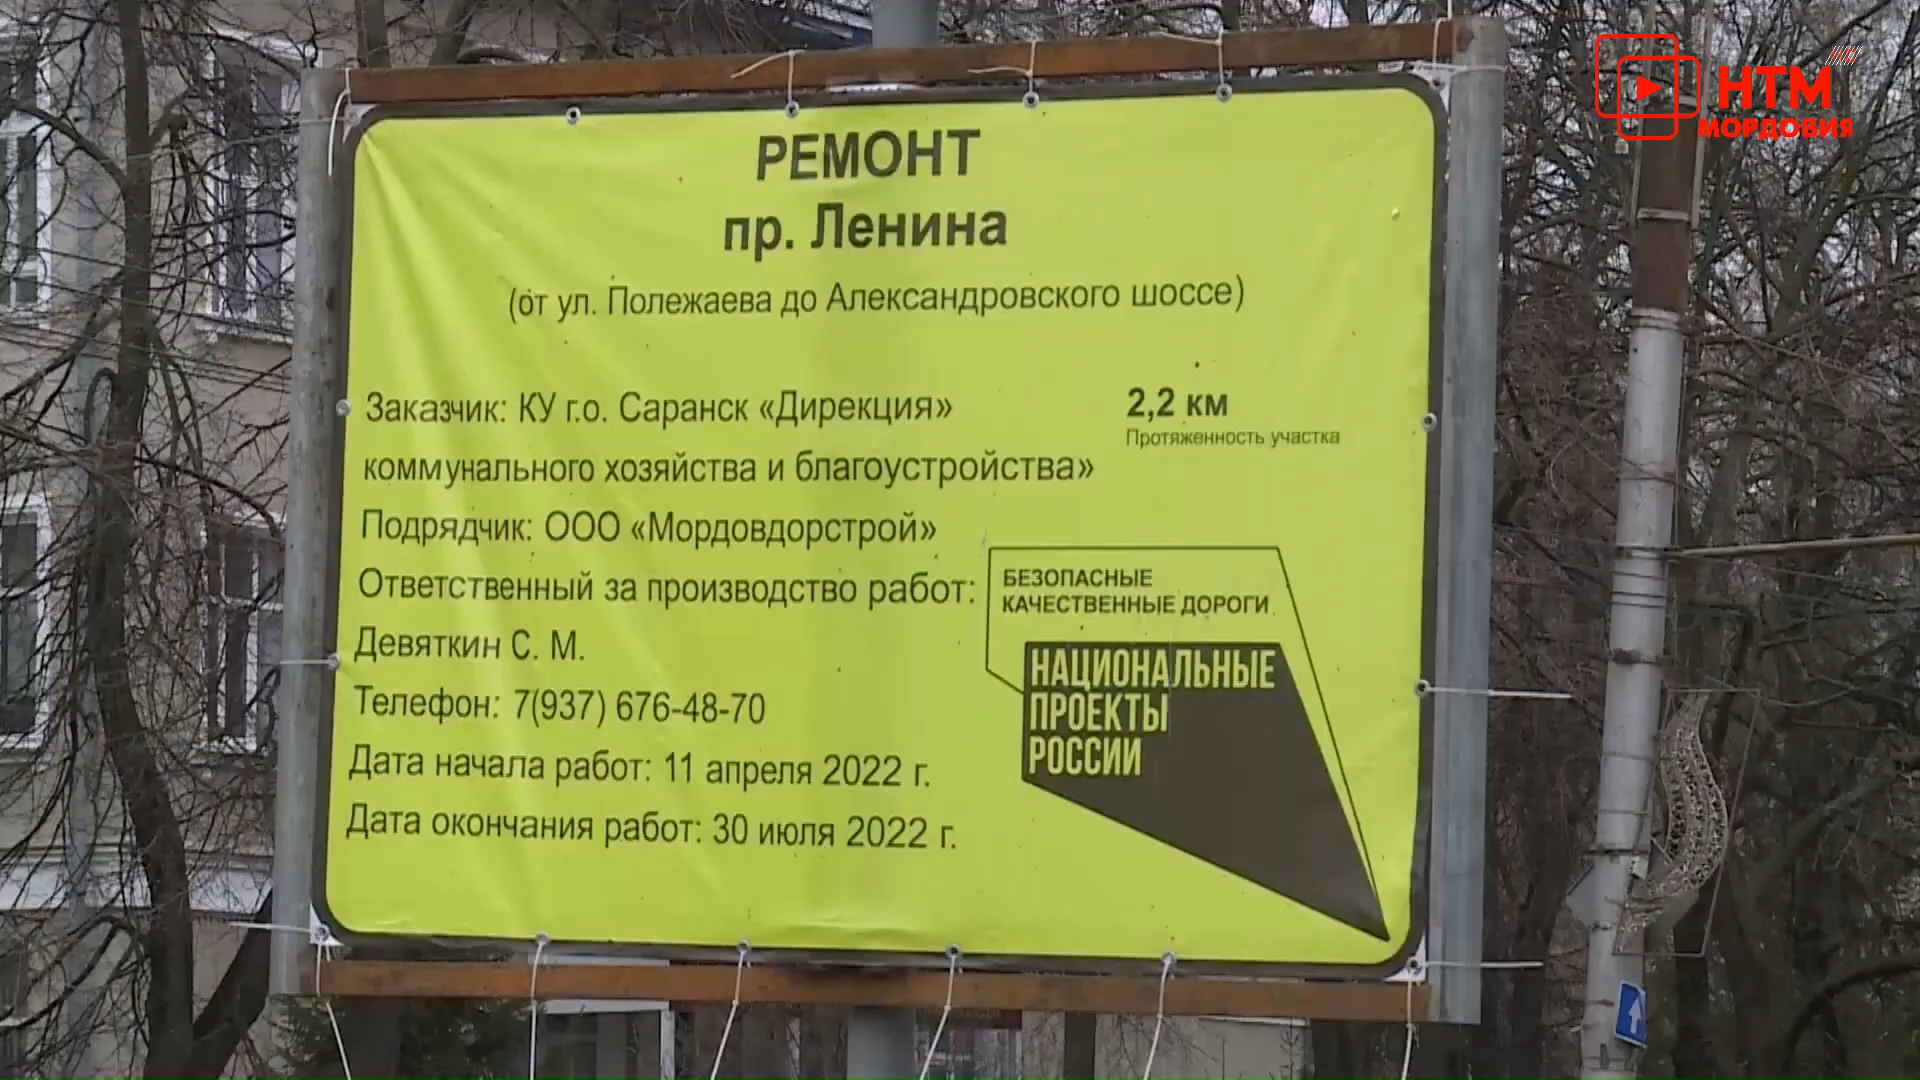 НТМ
МОРДОВИЯ
РЕМОНТ
пр. Ленина
(от ул. Полежаева до Александровского шоссе)
Заказчик: КУ г.о. Саранск «Дирекция»
коммунального хозяйства и благоустройства»
2,2 км
Протяженность участка
Подрядчик: ООО «Мордовдорстрой»
Ответственный за производство работ:
Девяткин С. М.
Телефон: 7(937) 676-48-70
Дата начала работ: 11 апреля 2022 г.
Дата окончания работ: 30 июля 2022 г.
БЕЗОПАСНЫЕ
КАЧЕСТВЕННЫЕ ДОРОГИ
НАЦИОНАЛЬНЫЕ
ПРОЕКТЫ
РОССИИ